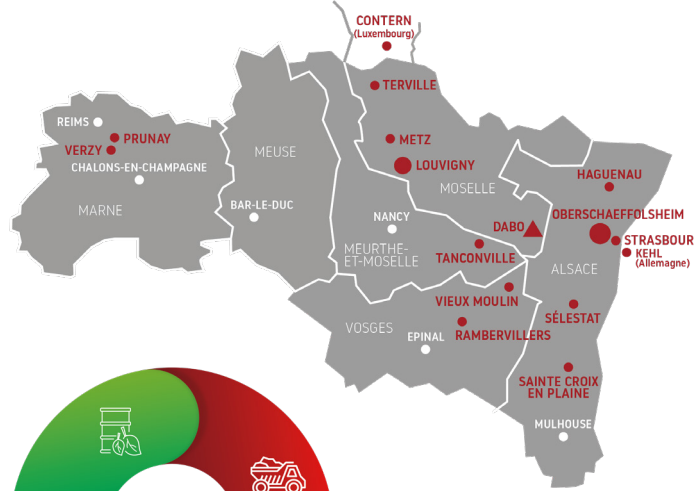 CONTERN
(Luxembourg)
TERVILLE
REIMS
PRUNAY
VERZY
METZ
CHALONS-EN-CHAMPAGNE
MEUSE
LOUVIGNY
MOSELLE
HAGUENAU
MARNE
BAR-LE-DUC
NANCY
DABO
OBERSCHAEFFOLSHEIM
STRASBOUR
KEHL
(Allemagne)
MEURTHE-
ET-MOSELLE
TANCONVILLE
ALSACE
VIEUX MOULIN
SÉLESTAT
VOSGES
EPINAL
RAMBERVILLERS
SAINTE CROIX
EN PLAINE
MULHOUSE